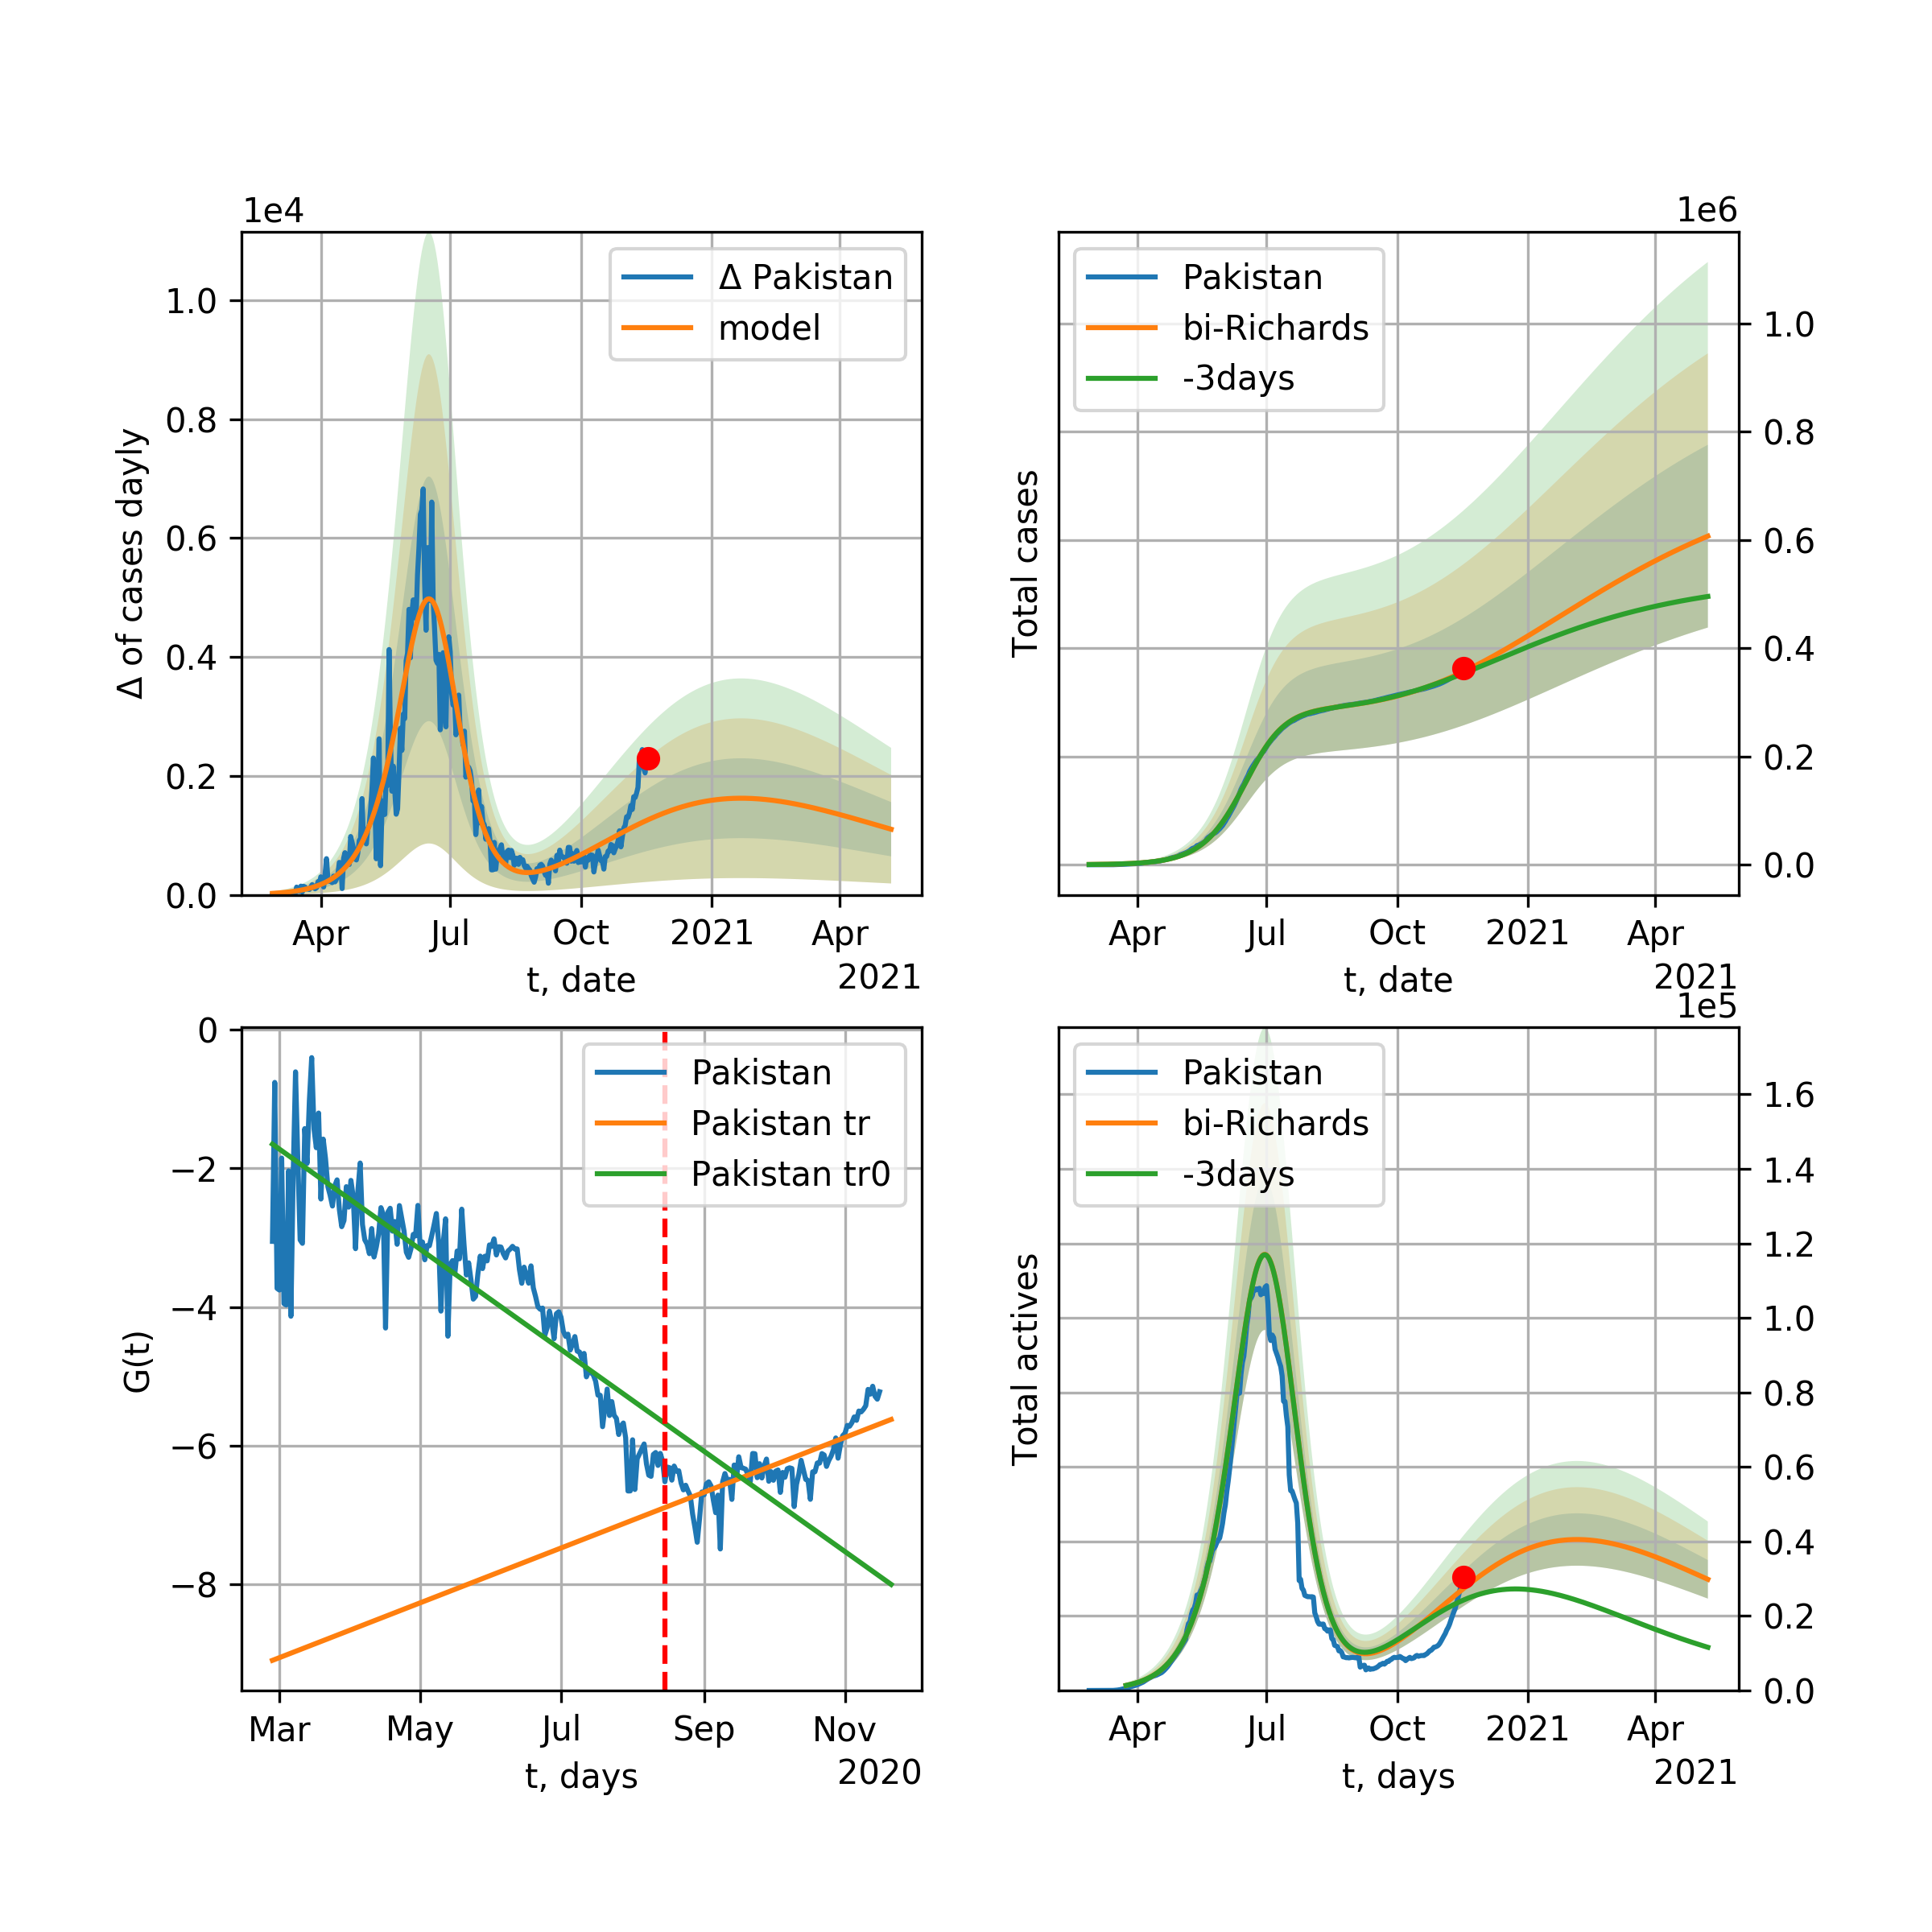 1e4
Δ of cases dayly
1.0
0.8
0.6
0.4
0.2
0.0
Δ Pakistan
model
Apr Jul Oct 2021 Apr
t, date
2021
1e6
Total cases
Pakistan
bi-Richards
-3days
1.0
0.8
0.6
0.4
0.2
0.0
Apr Jul Oct 2021 Apr
t, date
2021
G(t)
0
−2
−4
−6
−8
Pakistan
Pakistan tr
Pakistan tr0
Mar May Jul Sep Nov
t, days
2020
1e5
Total actives
Pakistan
bi-Richards
-3days
1.6
1.4
1.2
1.0
0.8
0.6
0.4
0.2
0.0
Apr Jul Oct 2021 Apr
t, days
2021